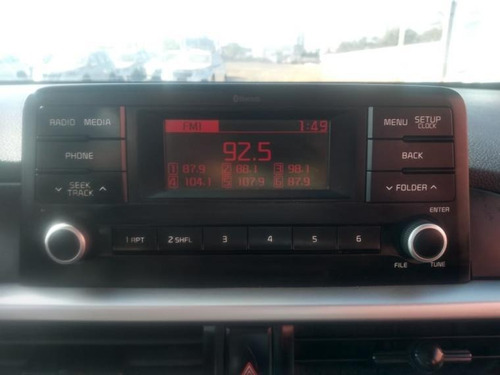 Bluetooth
RADIO MEDIA
FM1 1:49
MENU SETUP
CLOCK
92.5
PHONE
BACK
1 87.9 2 88.1 3 98.1
4 104.1 5 107.9 6 87.9
SEEK
TRACK
FOLDER
ENTER
1 RPT 2 SHFL 3 4 5 6
FILE TUNE